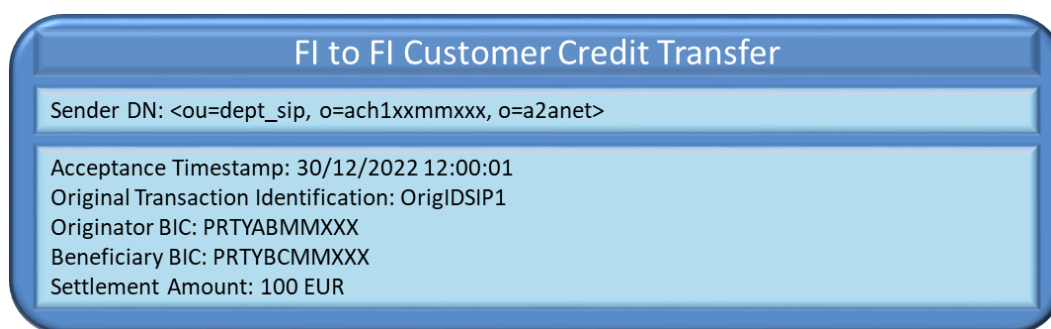 FI to FI Customer Credit Transfer
Sender DN: <ou=dept_sip, o=ach1xxmmxxx, o=a2anet>
Acceptance Timestamp: 30/12/2022 12:00:01
Original Transaction Identification: OrigIDSIP1
Originator BIC: PRTYABMMXXX
Beneficiary BIC: PRTYBCMMXXX
Settlement Amount: 100 EUR